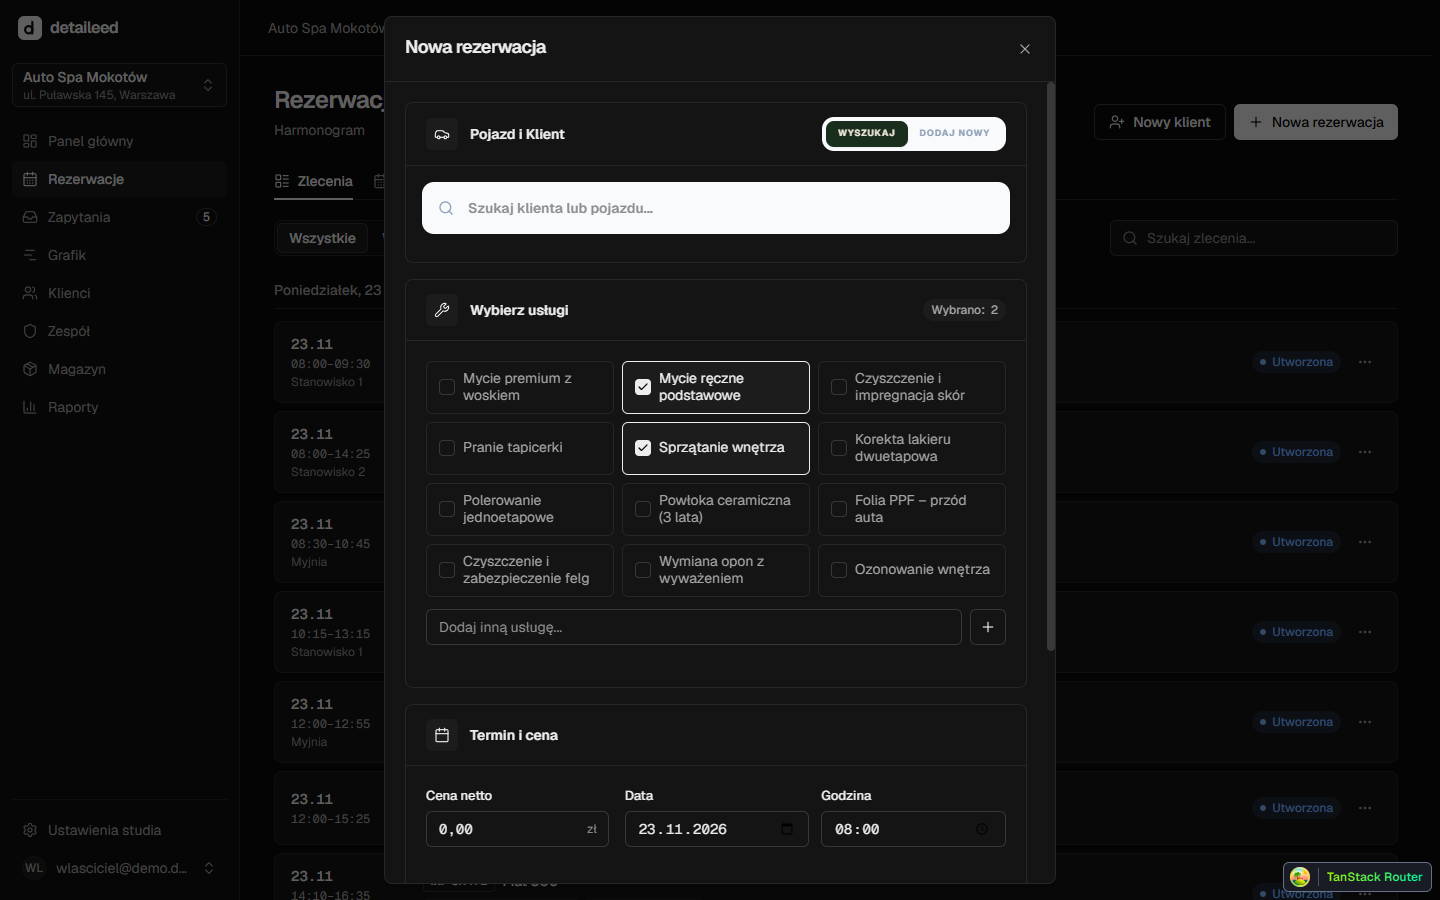 detaileed
Auto Spa Mokotów
ul. Puławska 145, Warszawa
Panel główny
Rezerwacje
Zapytania
5
Grafik
Klienci
Zespół
Magazyn
Raporty
Ustawienia studia
WL
wlasciciel@demo.d...
Auto Spa Mokotów
Rezerwac
Harmonogram
Nowy klient
Nowa rezerwacja
Zlecenia
Wszystkie
Szukaj zlecenia...
Poniedziałek, 23
23.11
08:00–09:30
Stanowisko 1
Utworzona
23.11
08:00–14:25
Stanowisko 2
Utworzona
23.11
08:30–10:45
Myjnia
Utworzona
23.11
10:15–13:15
Stanowisko 1
Utworzona
23.11
12:00–12:55
Myjnia
Utworzona
23.11
12:00–15:25
Utworzona
23.11
14:10–16:35
Utworzona
Nowa rezerwacja
Pojazd i Klient
WYSZUKAJ
DODAJ NOWY
Szukaj klienta lub pojazdu...
Wybierz usługi
Wybrano: 2
Mycie premium z
woskiem
Mycie ręczne
podstawowe
Czyszczenie i
impregnacja skór
Pranie tapicerki
Sprzątanie wnętrza
Korekta lakieru
dwuetapowa
Polerowanie
jednoetapowe
Powłoka ceramiczna
(3 lata)
Folia PPF – przód
auta
Czyszczenie i
zabezpieczenie felg
Wymiana opon z
wyważeniem
Ozonowanie wnętrza
Dodaj inną usługę...
Termin i cena
Cena netto
0,00
zł
Data
23.11.2026
Godzina
08:00
TanStack Router